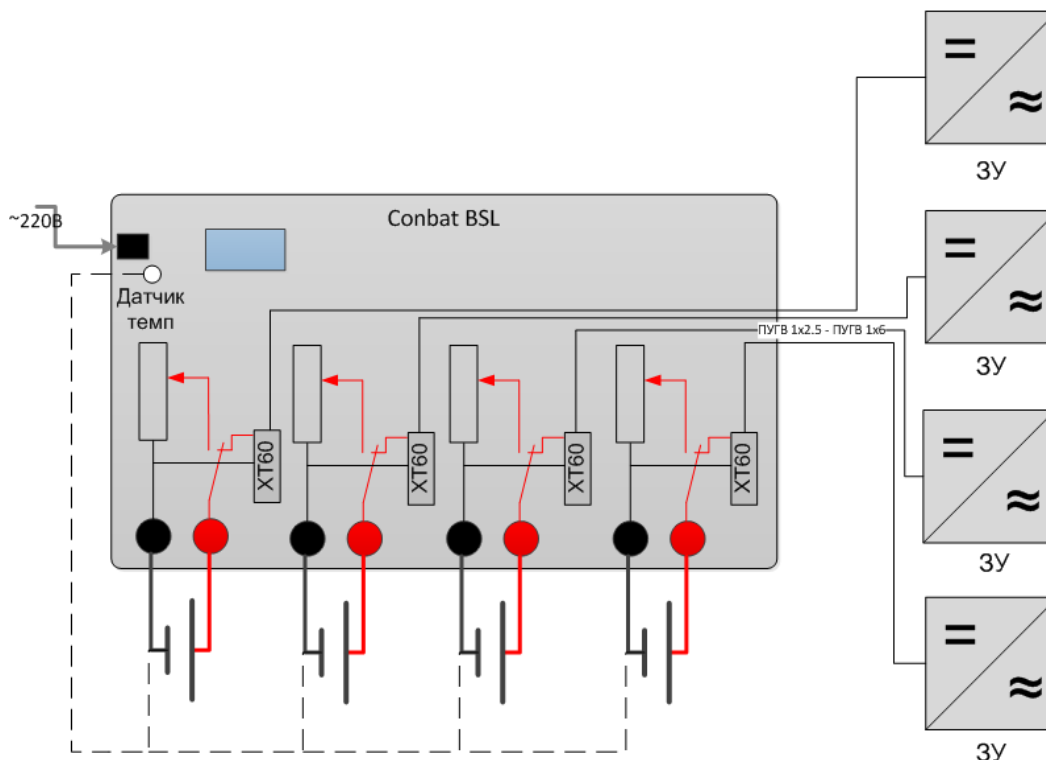 ЗУ
Conbat BSL
~220В
ЗУ
Датчик
темп
ПУГВ 1х2.5 - ПУГВ 1х6
XT60
XT60
XT60
XT60
ЗУ
ЗУ